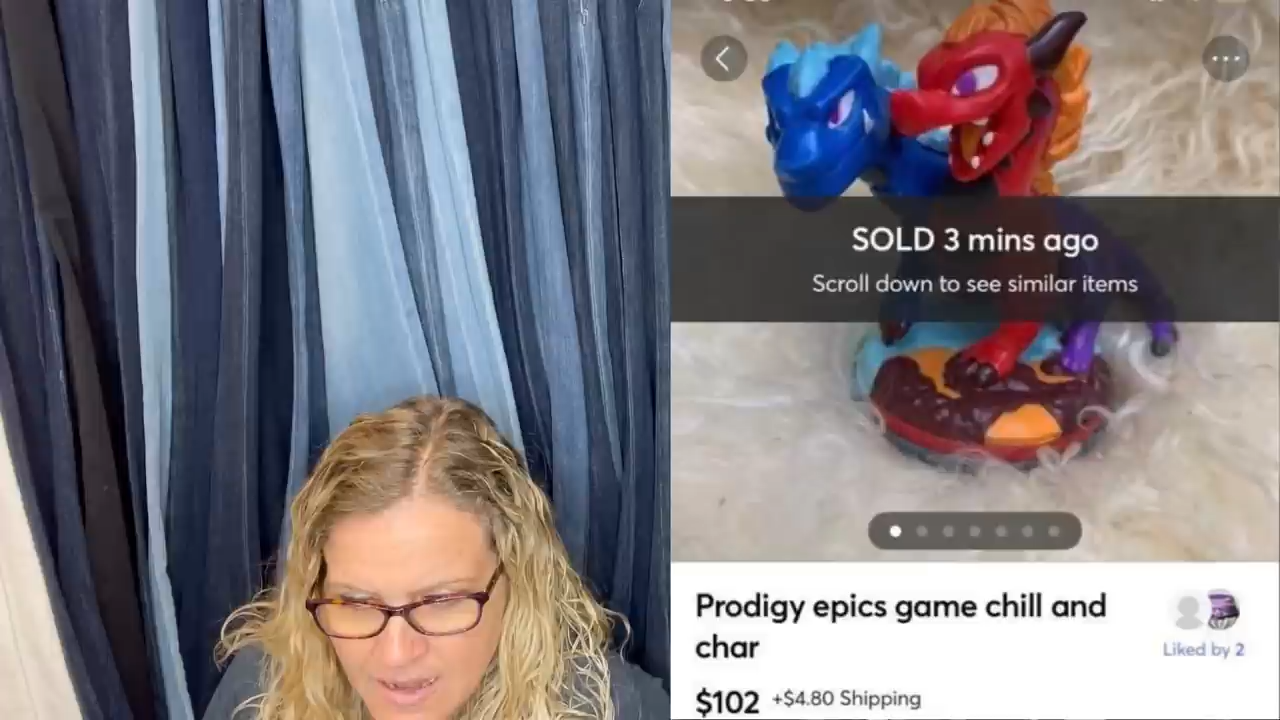 SOLD 3 mins ago
Scroll down to see similar items
Prodigy epics game chill and
char
Liked by 2
$102 +$4.80 Shipping